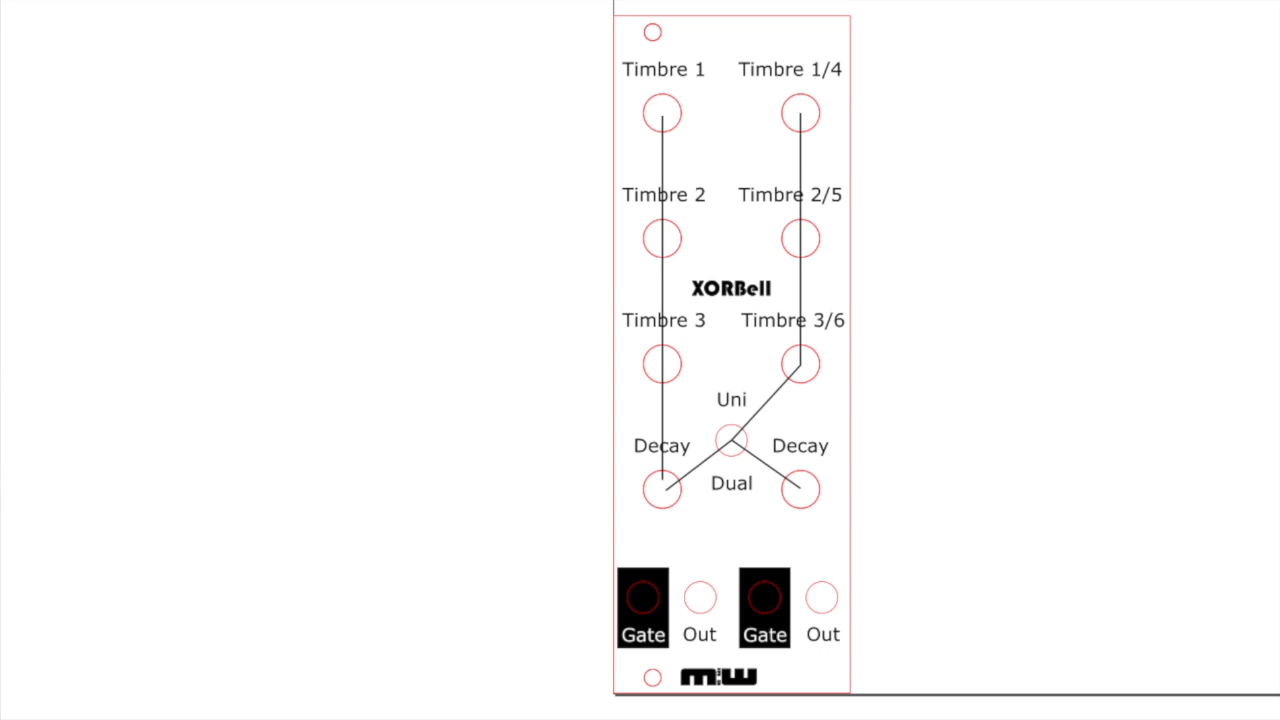 Timbre 1 Timbre 1/4
Timbre 2 Timbre 2/5
XORBell
Timbre 3 Timbre 3/6
Uni
Decay Decay
Dual
Gate Out Gate Out